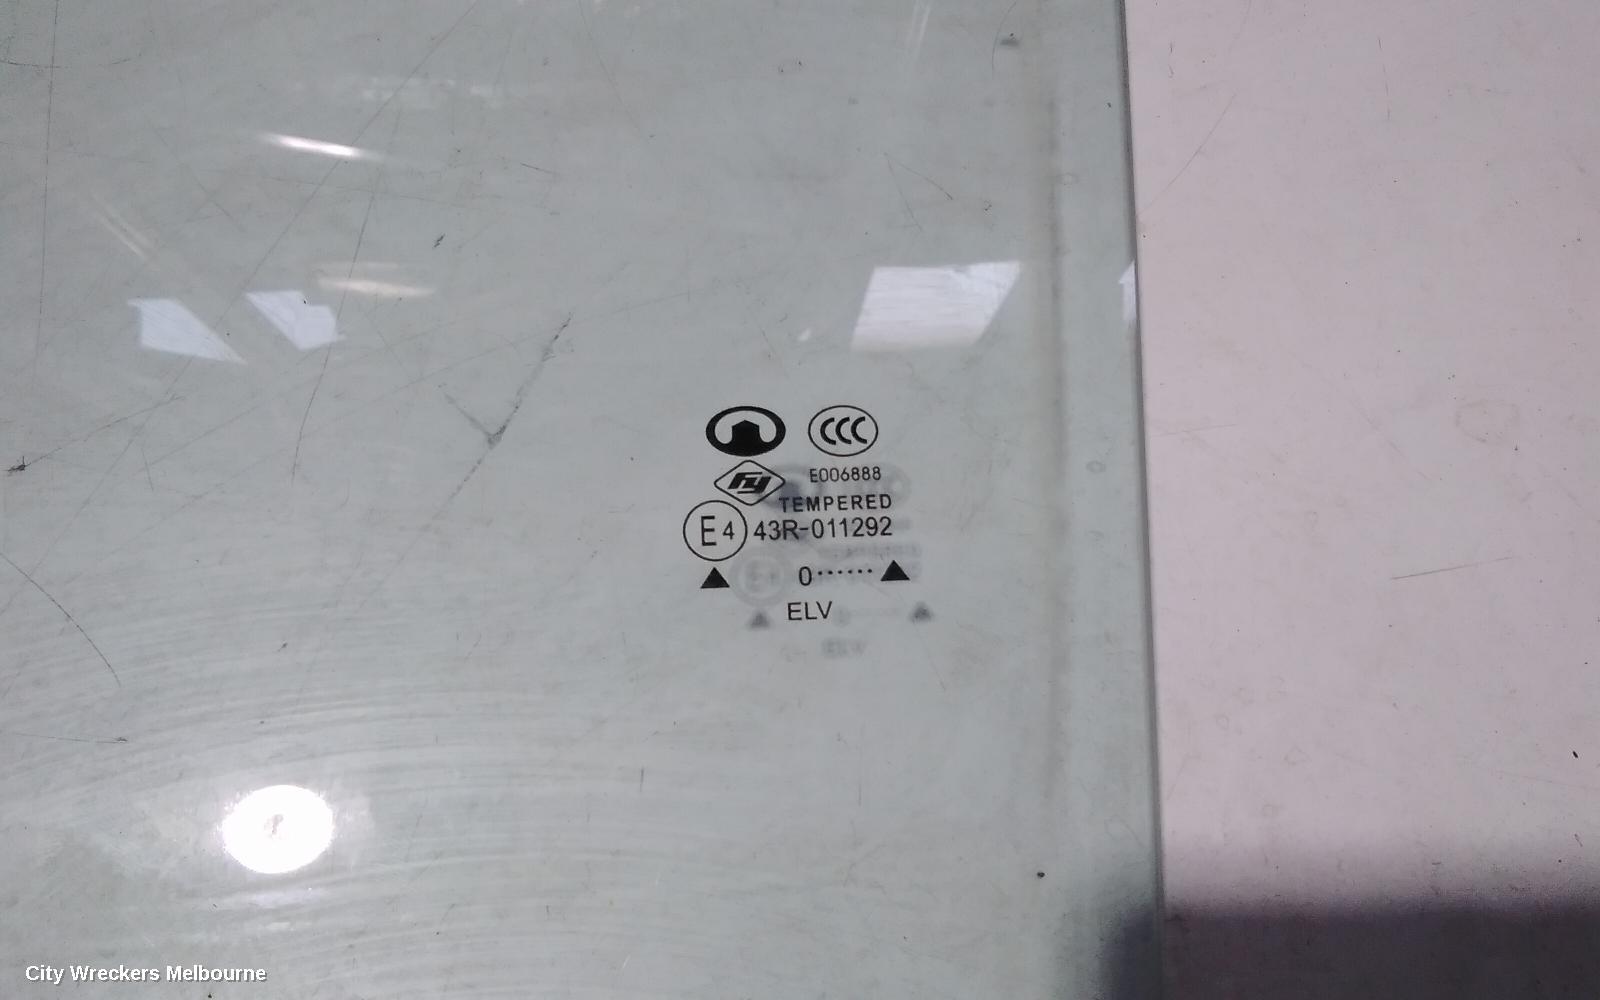 CCC
E006888
TEMPERED
E4 43R-011292
0······
ELV
City Wreckers Melbourne